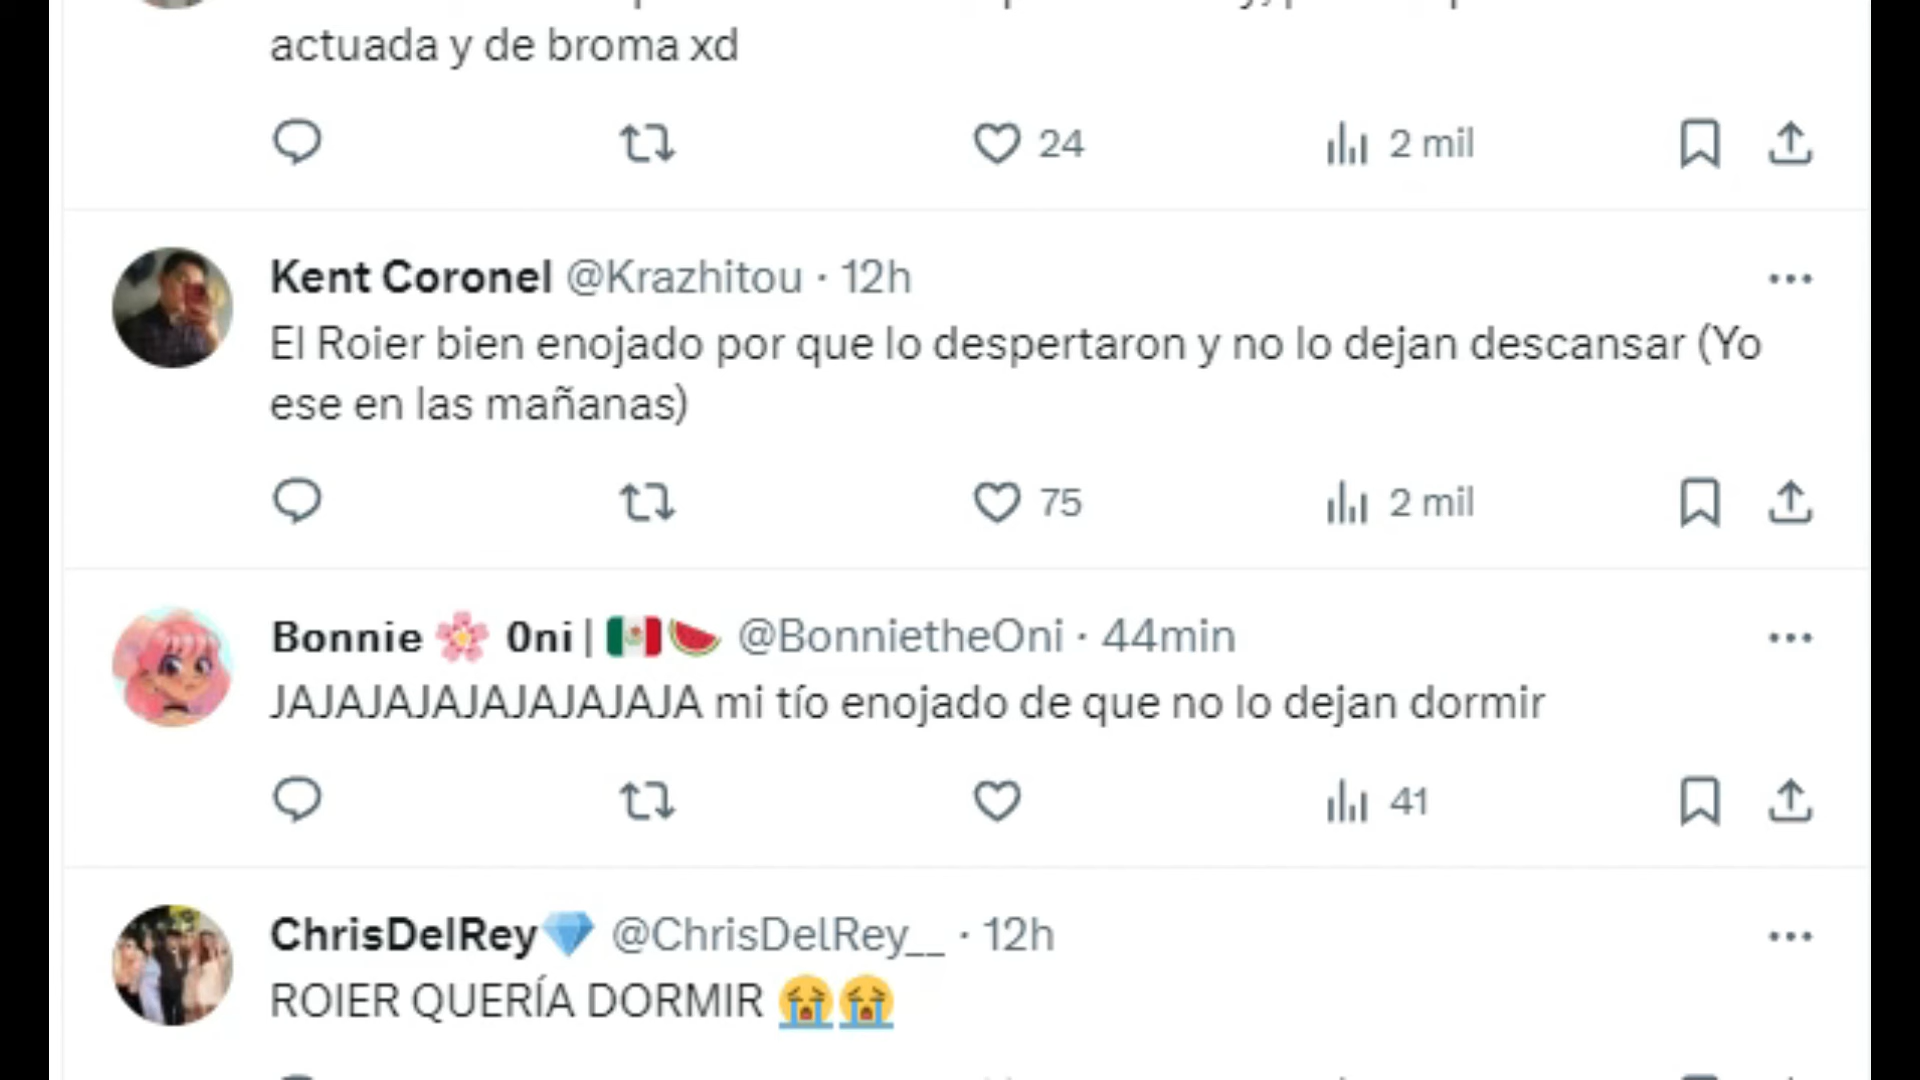 actuada y de broma xd
24 2 mil
Kent Coronel @Krazhitou · 12h
El Roier bien enojado por que lo despertaron y no lo dejan descansar (Yo
ese en las mañanas)
75 2 mil
Bonnie 🌸 0ni | 🇲🇽🍉 @BonnietheOni · 44min
JAJAJAJAJAJAJAJAJA mi tío enojado de que no lo dejan dormir
41
ChrisDelRey💎 @ChrisDelRey__ · 12h
ROIER QUERÍA DORMIR 😭😭